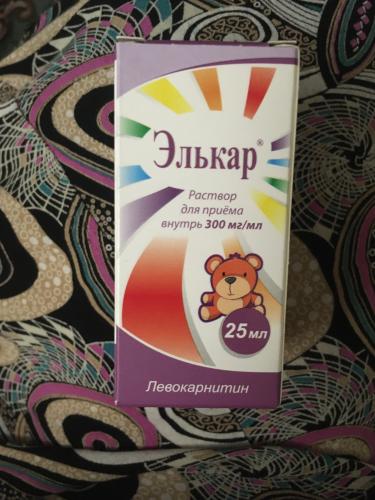 Элькар®
Раствор
для приёма
внутрь 300 мг/мл
25 мл
Левокарнитин